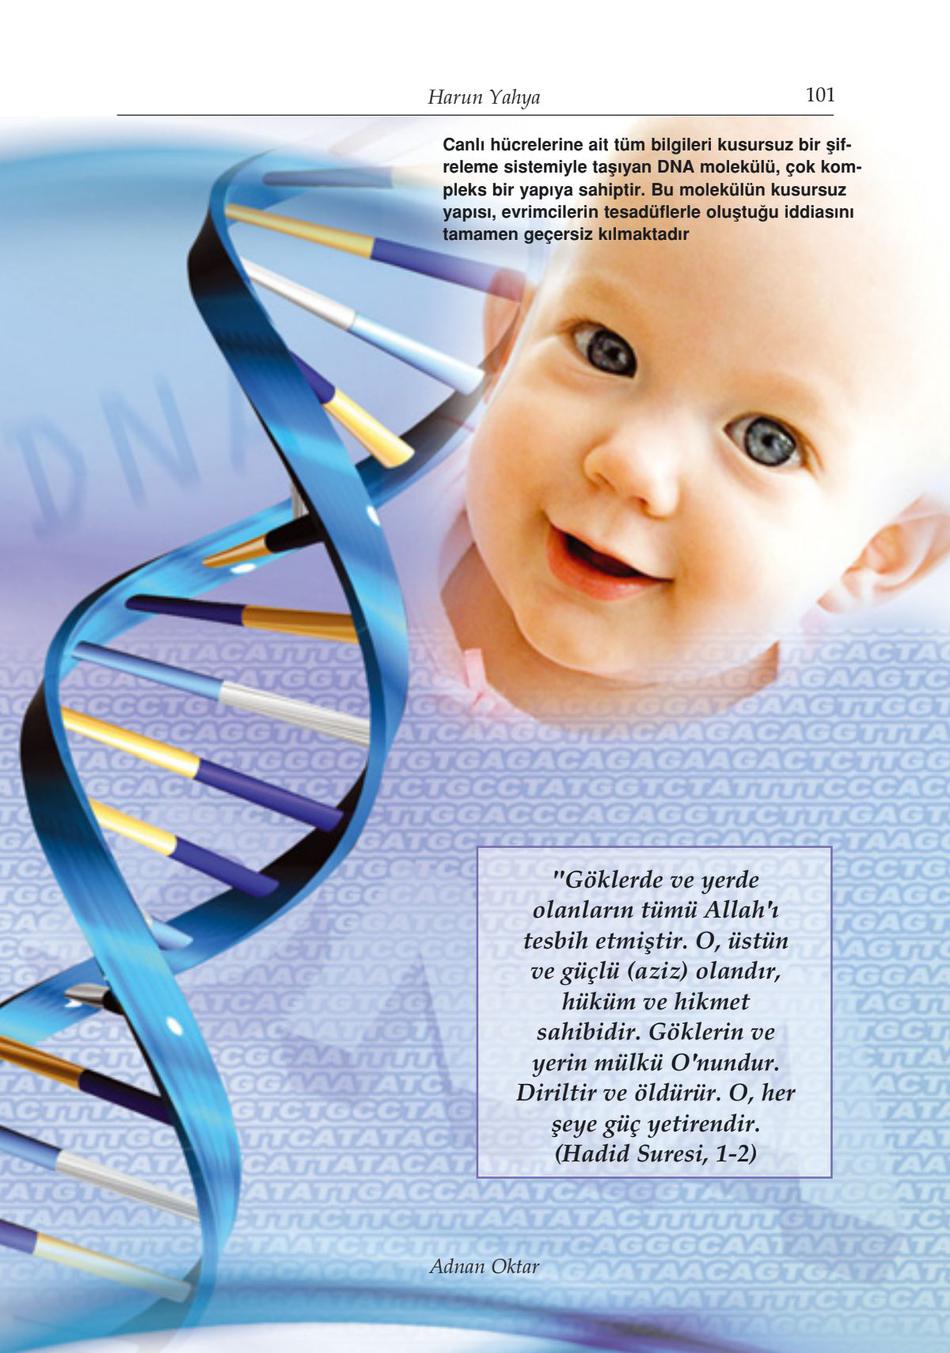 Harun Yahya
101
Canlı hücrelerine ait tüm bilgileri kusursuz bir şif-
releme sistemiyle taşıyan DNA molekülü, çok kom-
pleks bir yapıya sahiptir. Bu molekülün kusursuz
yapısı, evrimcilerin tesadüflerle oluştuğu iddiasını
tamamen geçersiz kılmaktadır
DNA
"Göklerde ve yerde
olanların tümü Allah'ı
tesbih etmiştir. O, üstün
ve güçlü (aziz) olandır,
hüküm ve hikmet
sahibidir. Göklerin ve
yerin mülkü O'nundur.
Diriltir ve öldürür. O, her
şeye güç yetirendir.
(Hadid Suresi, 1-2)
Adnan Oktar